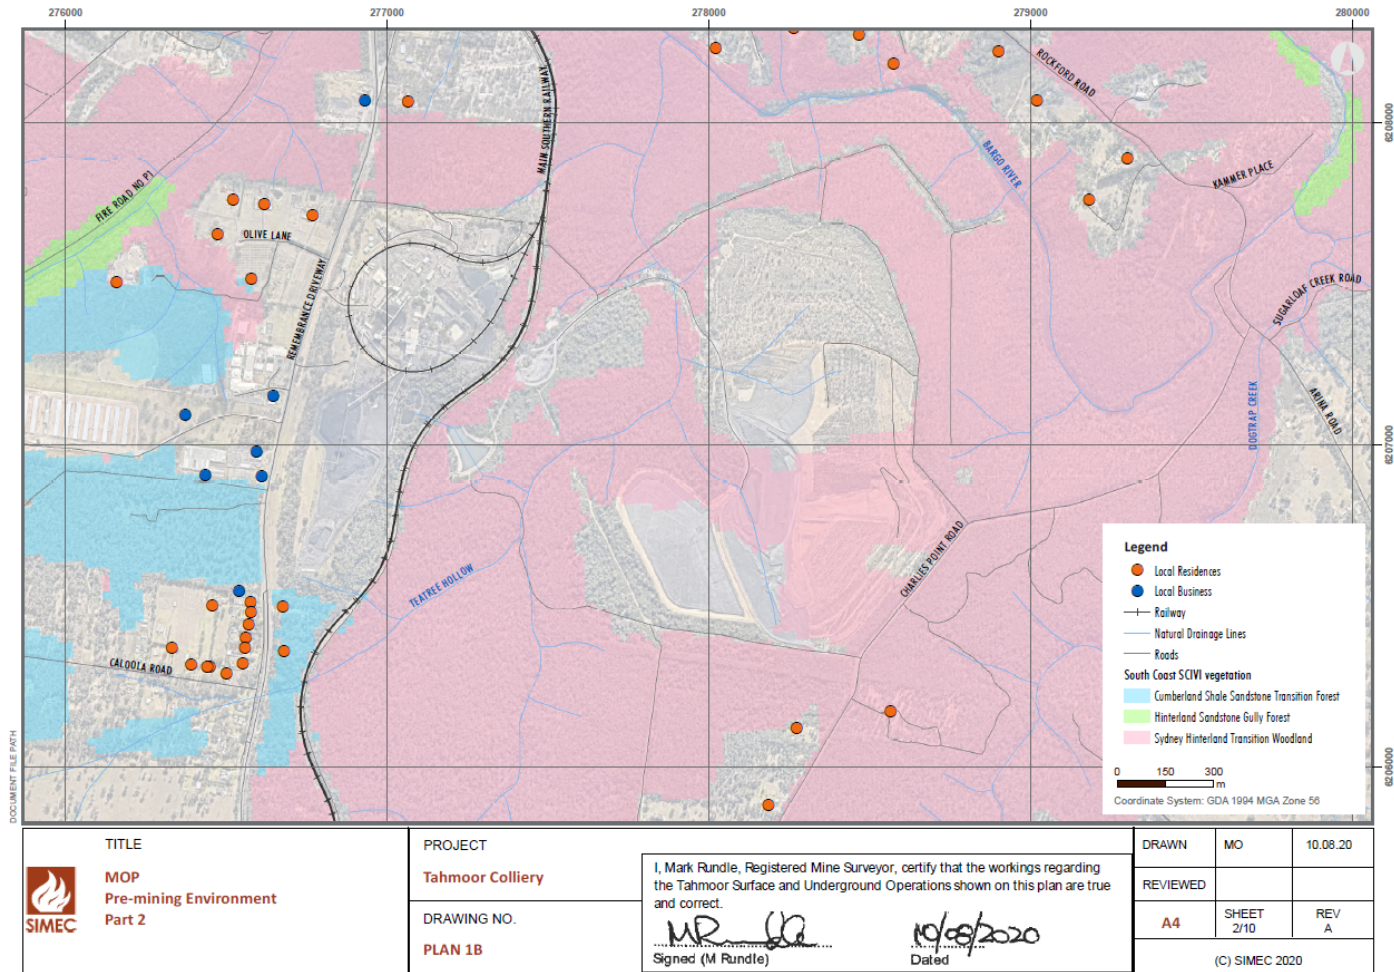 276000
277000
278000
279000
280000
ROCKFORD ROAD
MAIN SOUTHERN RAILWAY
6208000
BARGO RIVER
KAMMER PLACE
FIRE ROAD NO P1
OLIVE LANE
REMEMBRANCE DRIVEWAY
SUGARLOAF CREEK ROAD
ARINA ROAD
DOGTRAP CREEK
6207000
CHARLIES POINT ROAD
TEATREE HOLLOW
CALOOLA ROAD
6206000
Legend
Local Residences
Local Business
Railway
Natural Drainage Lines
Roads
South Coast SCIVI vegetation
Cumberland Shale Sandstone Transition Forest
Hinterland Sandstone Gully Forest
Sydney Hinterland Transition Woodland
0 150 300
m
Coordinate System: GDA 1994 MGA Zone 56
DOCUMENT FILE PATH
SIMEC
TITLE
MOP
Pre-mining Environment
Part 2
PROJECT
Tahmoor Colliery
DRAWING NO.
PLAN 1B
I, Mark Rundle, Registered Mine Surveyor, certify that the workings regarding
the Tahmoor Surface and Underground Operations shown on this plan are true
and correct.
MRundle 10/08/2020
Signed (M Rundle) Dated
DRAWN MO 10.08.20
REVIEWED
A4 SHEET 2/10 REV A
(C) SIMEC 2020